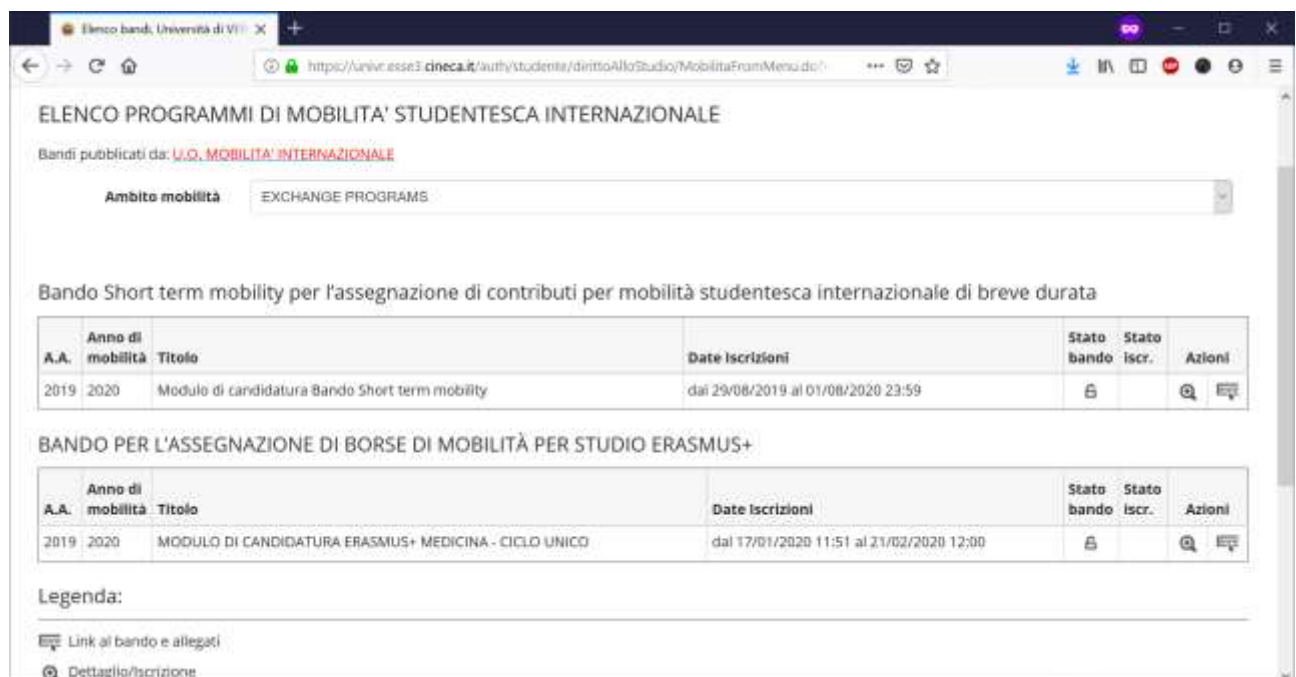 Elenco bandi, Università di
https://univr.esse3.cineca.it/auth/studente/dirittoAlloStudio/MobilitaFromMenu.do
ELENCO PROGRAMMI DI MOBILITA' STUDENTESCA INTERNAZIONALE
Bandi pubblicati da: U.O. MOBILITA' INTERNAZIONALE
Ambito mobilità EXCHANGE PROGRAMS
Bando Short term mobility per l'assegnazione di contributi per mobilità studentesca internazionale di breve durata
A.A. Anno di mobilità Titolo Date Iscrizioni Stato bando Stato iscr. Azioni
2019 2020 Modulo di candidatura Bando Short term mobility dal 29/08/2019 al 01/08/2020 23:59
BANDO PER L'ASSEGNAZIONE DI BORSE DI MOBILITÀ PER STUDIO ERASMUS+
A.A. Anno di mobilità Titolo Date Iscrizioni Stato bando Stato iscr. Azioni
2019 2020 MODULO DI CANDIDATURA ERASMUS+ MEDICINA - CICLO UNICO dal 17/01/2020 11:51 al 21/02/2020 12:00
Legenda:
Link al bando e allegati
Dettaglio/Iscrizione